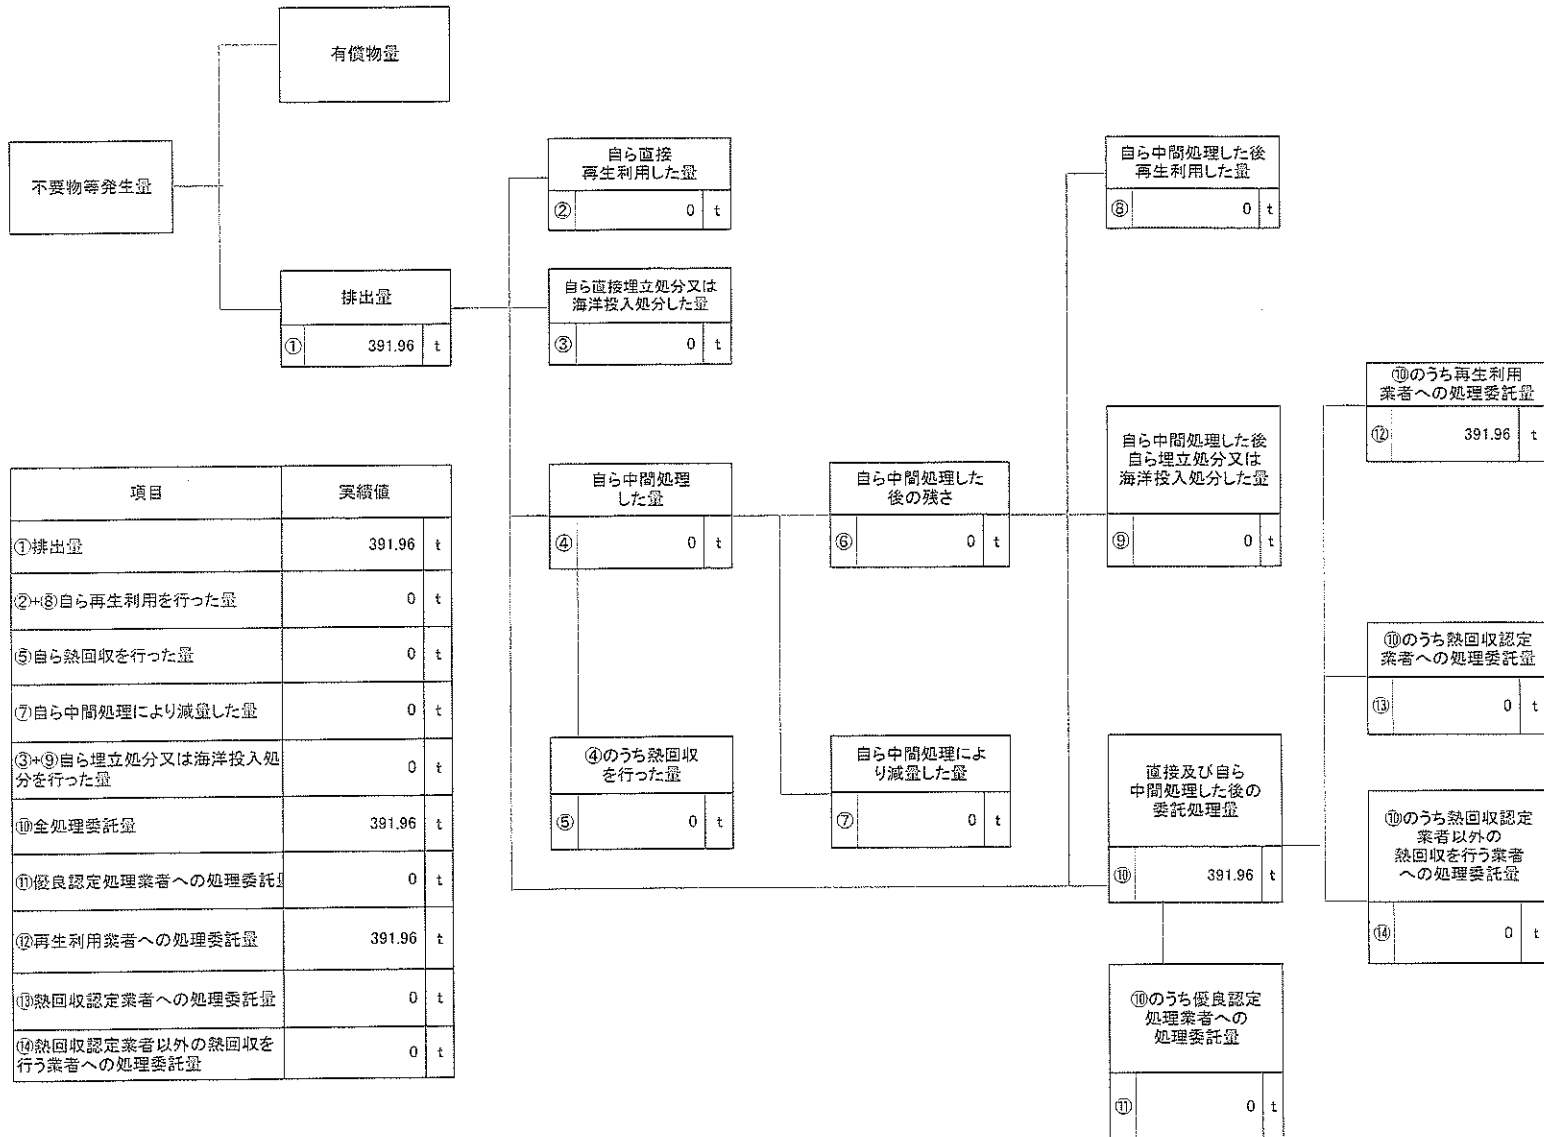 有償物量
不要物等発生量
排出量
① 391.96 t
自ら直接
再生利用した量
② 0 t
自ら直接埋立処分又は
海洋投入処分した量
③ 0 t
自ら中間処理
した量
④ 0 t
④のうち熱回収
を行った量
⑤ 0 t
自ら中間処理した
後の残さ
⑥ 0 t
自ら中間処理によ
り減量した量
⑦ 0 t
自ら中間処理した後
再生利用した量
⑧ 0 t
自ら中間処理した後
自ら埋立処分又は
海洋投入処分した量
⑨ 0 t
直接及び自ら
中間処理した後の
委託処理量
⑩ 391.96 t
⑩のうち優良認定
処理業者への
処理委託量
⑪ 0 t
⑩のうち再生利用
業者への処理委託量
⑫ 391.96 t
⑩のうち熱回収認定
業者への処理委託量
⑬ 0 t
⑩のうち熱回収認定
業者以外の
熱回収を行う業者
への処理委託量
⑭ 0 t
項目 実績値
①排出量 391.96 t
②+⑧自ら再生利用を行った量 0 t
⑤自ら熱回収を行った量 0 t
⑦自ら中間処理により減量した量 0 t
③+⑨自ら埋立処分又は海洋投入処
分を行った量 0 t
⑩全処理委託量 391.96 t
⑪優良認定処理業者への処理委託 0 t
⑫再生利用業者への処理委託量 391.96 t
⑬熱回収認定業者への処理委託量 0 t
⑭熱回収認定業者以外の熱回収を
行う業者への処理委託量 0 t